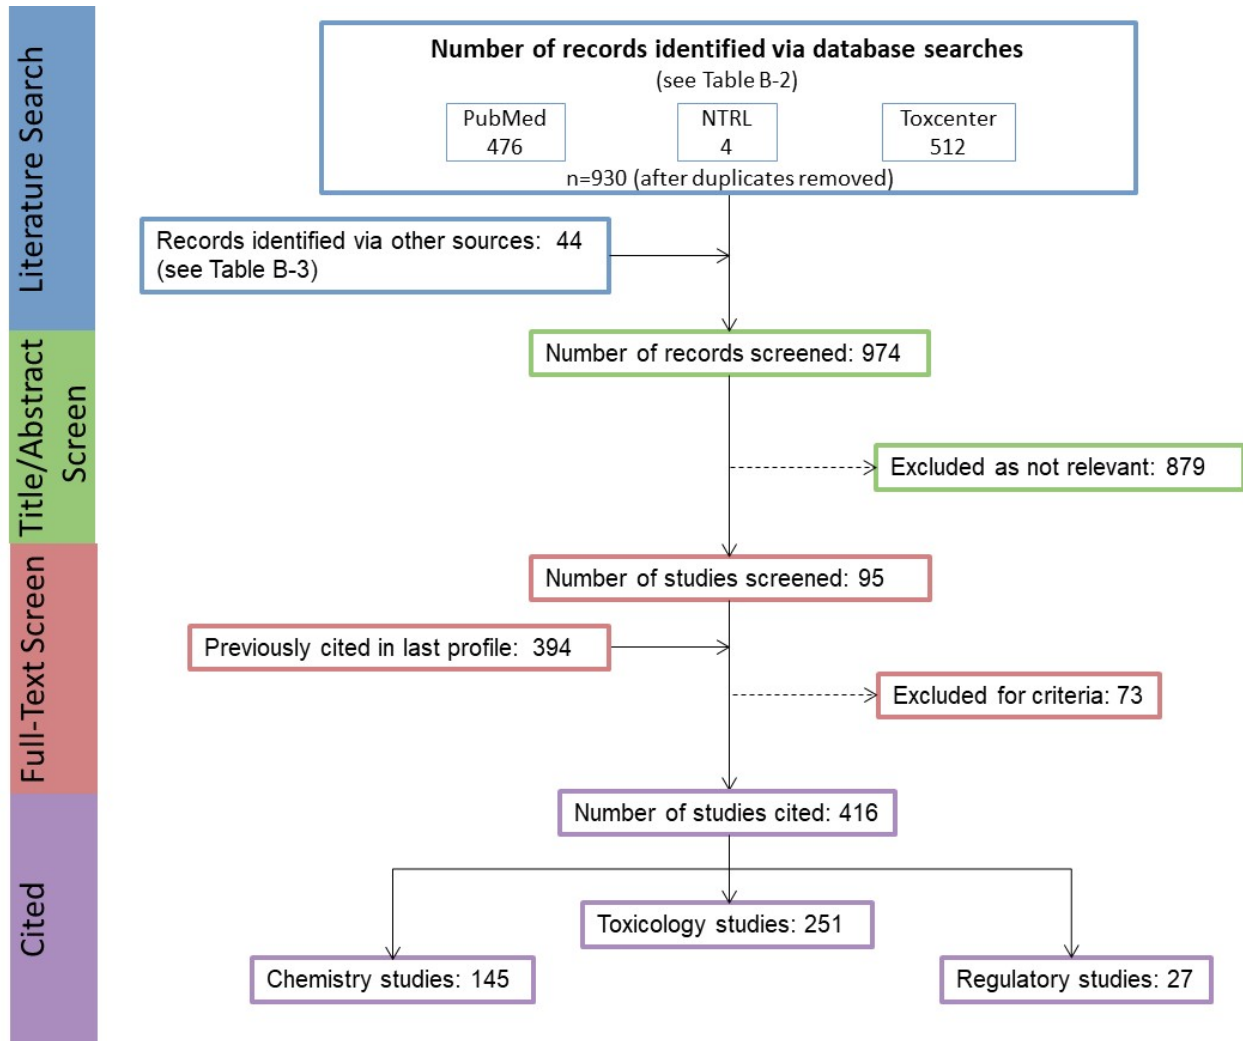 Literature Search
Number of records identified via database searches
(see Table B-2)
PubMed
476
NTRL
4
Toxcenter
512
n=930 (after duplicates removed)
Records identified via other sources: 44
(see Table B-3)
Title/Abstract
Screen
Number of records screened: 974
Excluded as not relevant: 879
Full-Text Screen
Number of studies screened: 95
Previously cited in last profile: 394
Excluded for criteria: 73
Cited
Number of studies cited: 416
Toxicology studies: 251
Chemistry studies: 145
Regulatory studies: 27